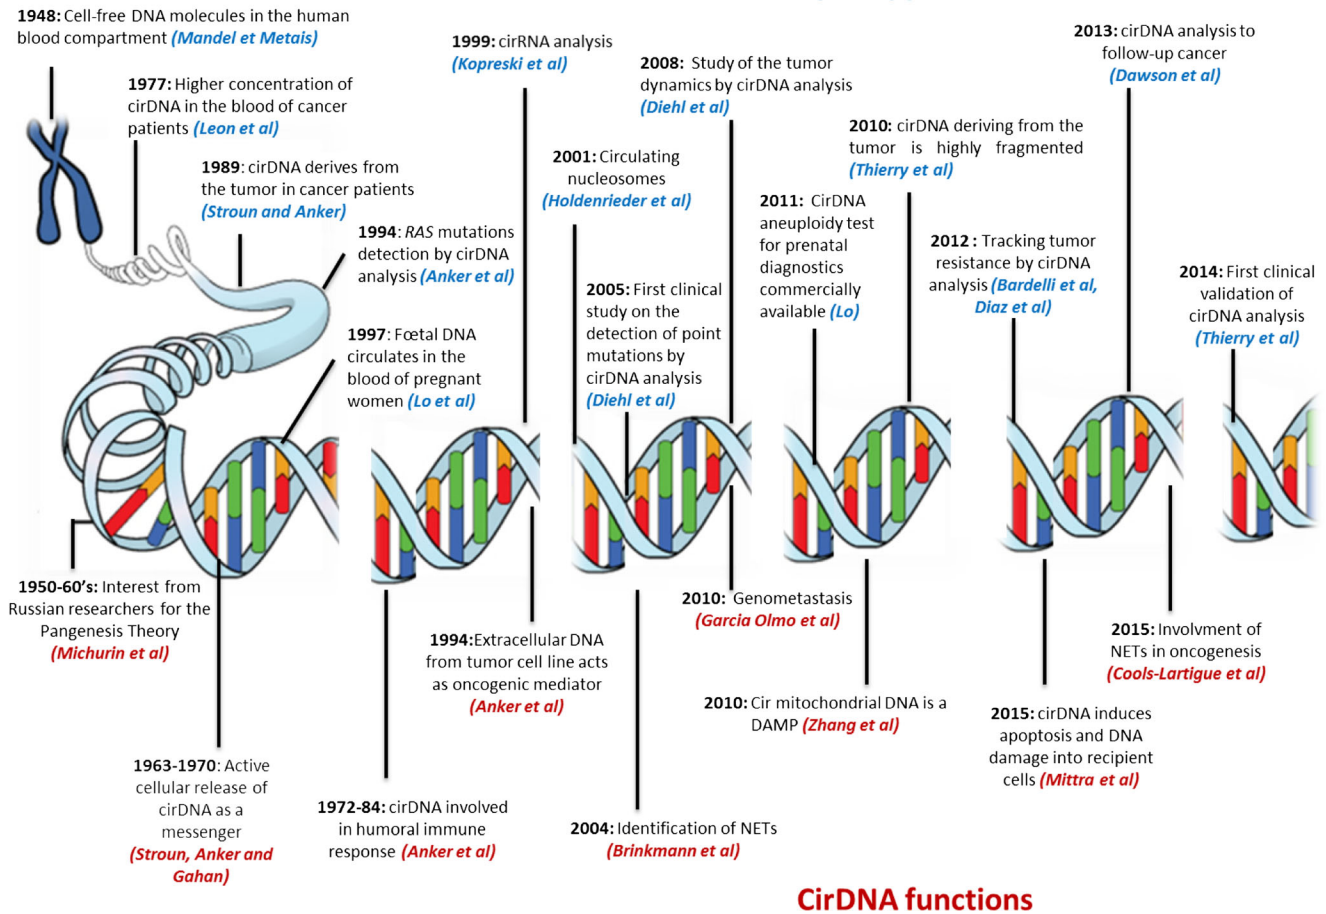 1948: Cell-free DNA molecules in the human
blood compartment (Mandel et Metais)
1977: Higher concentration of
cirDNA in the blood of cancer
patients (Leon et al)
1989: cirDNA derives from
the tumor in cancer patients
(Stroun and Anker)
1994: RAS mutations
detection by cirDNA
analysis (Anker et al)
1997: Fœtal DNA
circulates in the
blood of pregnant
women (Lo et al)
1999: cirRNA analysis
(Kopreski et al)
2001: Circulating
nucleosomes
(Holdenrieder et al)
2005: First clinical
study on the
detection of point
mutations by
cirDNA analysis
(Diehl et al)
2008: Study of the tumor
dynamics by cirDNA analysis
(Diehl et al)
2011: CirDNA
aneuploidy test
for prenatal
diagnostics
commercially
available (Lo)
2010: cirDNA deriving from the
tumor is highly fragmented
(Thierry et al)
2012 : Tracking tumor
resistance by cirDNA
analysis (Bardelli et al,
Diaz et al)
2013: cirDNA analysis to
follow-up cancer
(Dawson et al)
2014: First clinical
validation of
cirDNA analysis
(Thierry et al)
1950-60's: Interest from
Russian researchers for the
Pangenesis Theory
(Michurin et al)
1963-1970: Active
cellular release of
cirDNA as a
messenger
(Stroun, Anker and
Gahan)
1972-84: cirDNA involved
in humoral immune
response (Anker et al)
1994:Extracellular DNA
from tumor cell line acts
as oncogenic mediator
(Anker et al)
2004: Identification of NETs
(Brinkmann et al)
2010: Genometastasis
(Garcia Olmo et al)
2010: Cir mitochondrial DNA is a
DAMP (Zhang et al)
2015: cirDNA induces
apoptosis and DNA
damage into recipient
cells (Mittra et al)
2015: Involvment of
NETs in oncogenesis
(Cools-Lartigue et al)
CirDNA functions